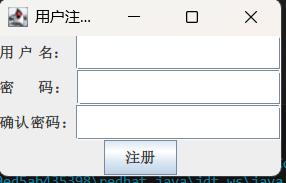 用户注...
用 户 名：
密    码：
确认密码：
注册